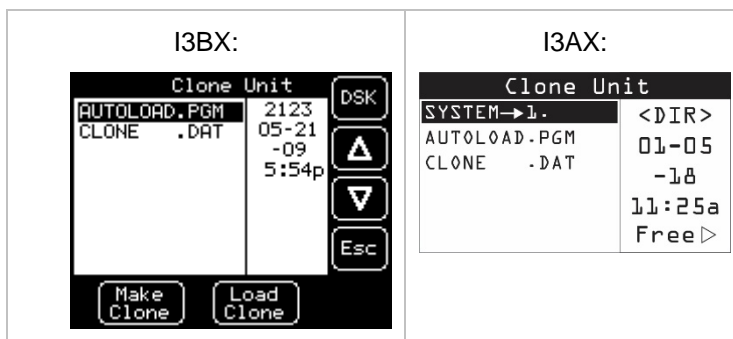 I3BX:
Clone Unit
DSK
AUTOLOAD.PGM 2123
CLONE .DAT 05-21
-09
5:54p
Esc
Make Clone
Load Clone
I3AX:
Clone Unit
SYSTEM→1. <DIR>
AUTOLOAD.PGM 01-05
CLONE .DAT -18
11:25a
Free▷